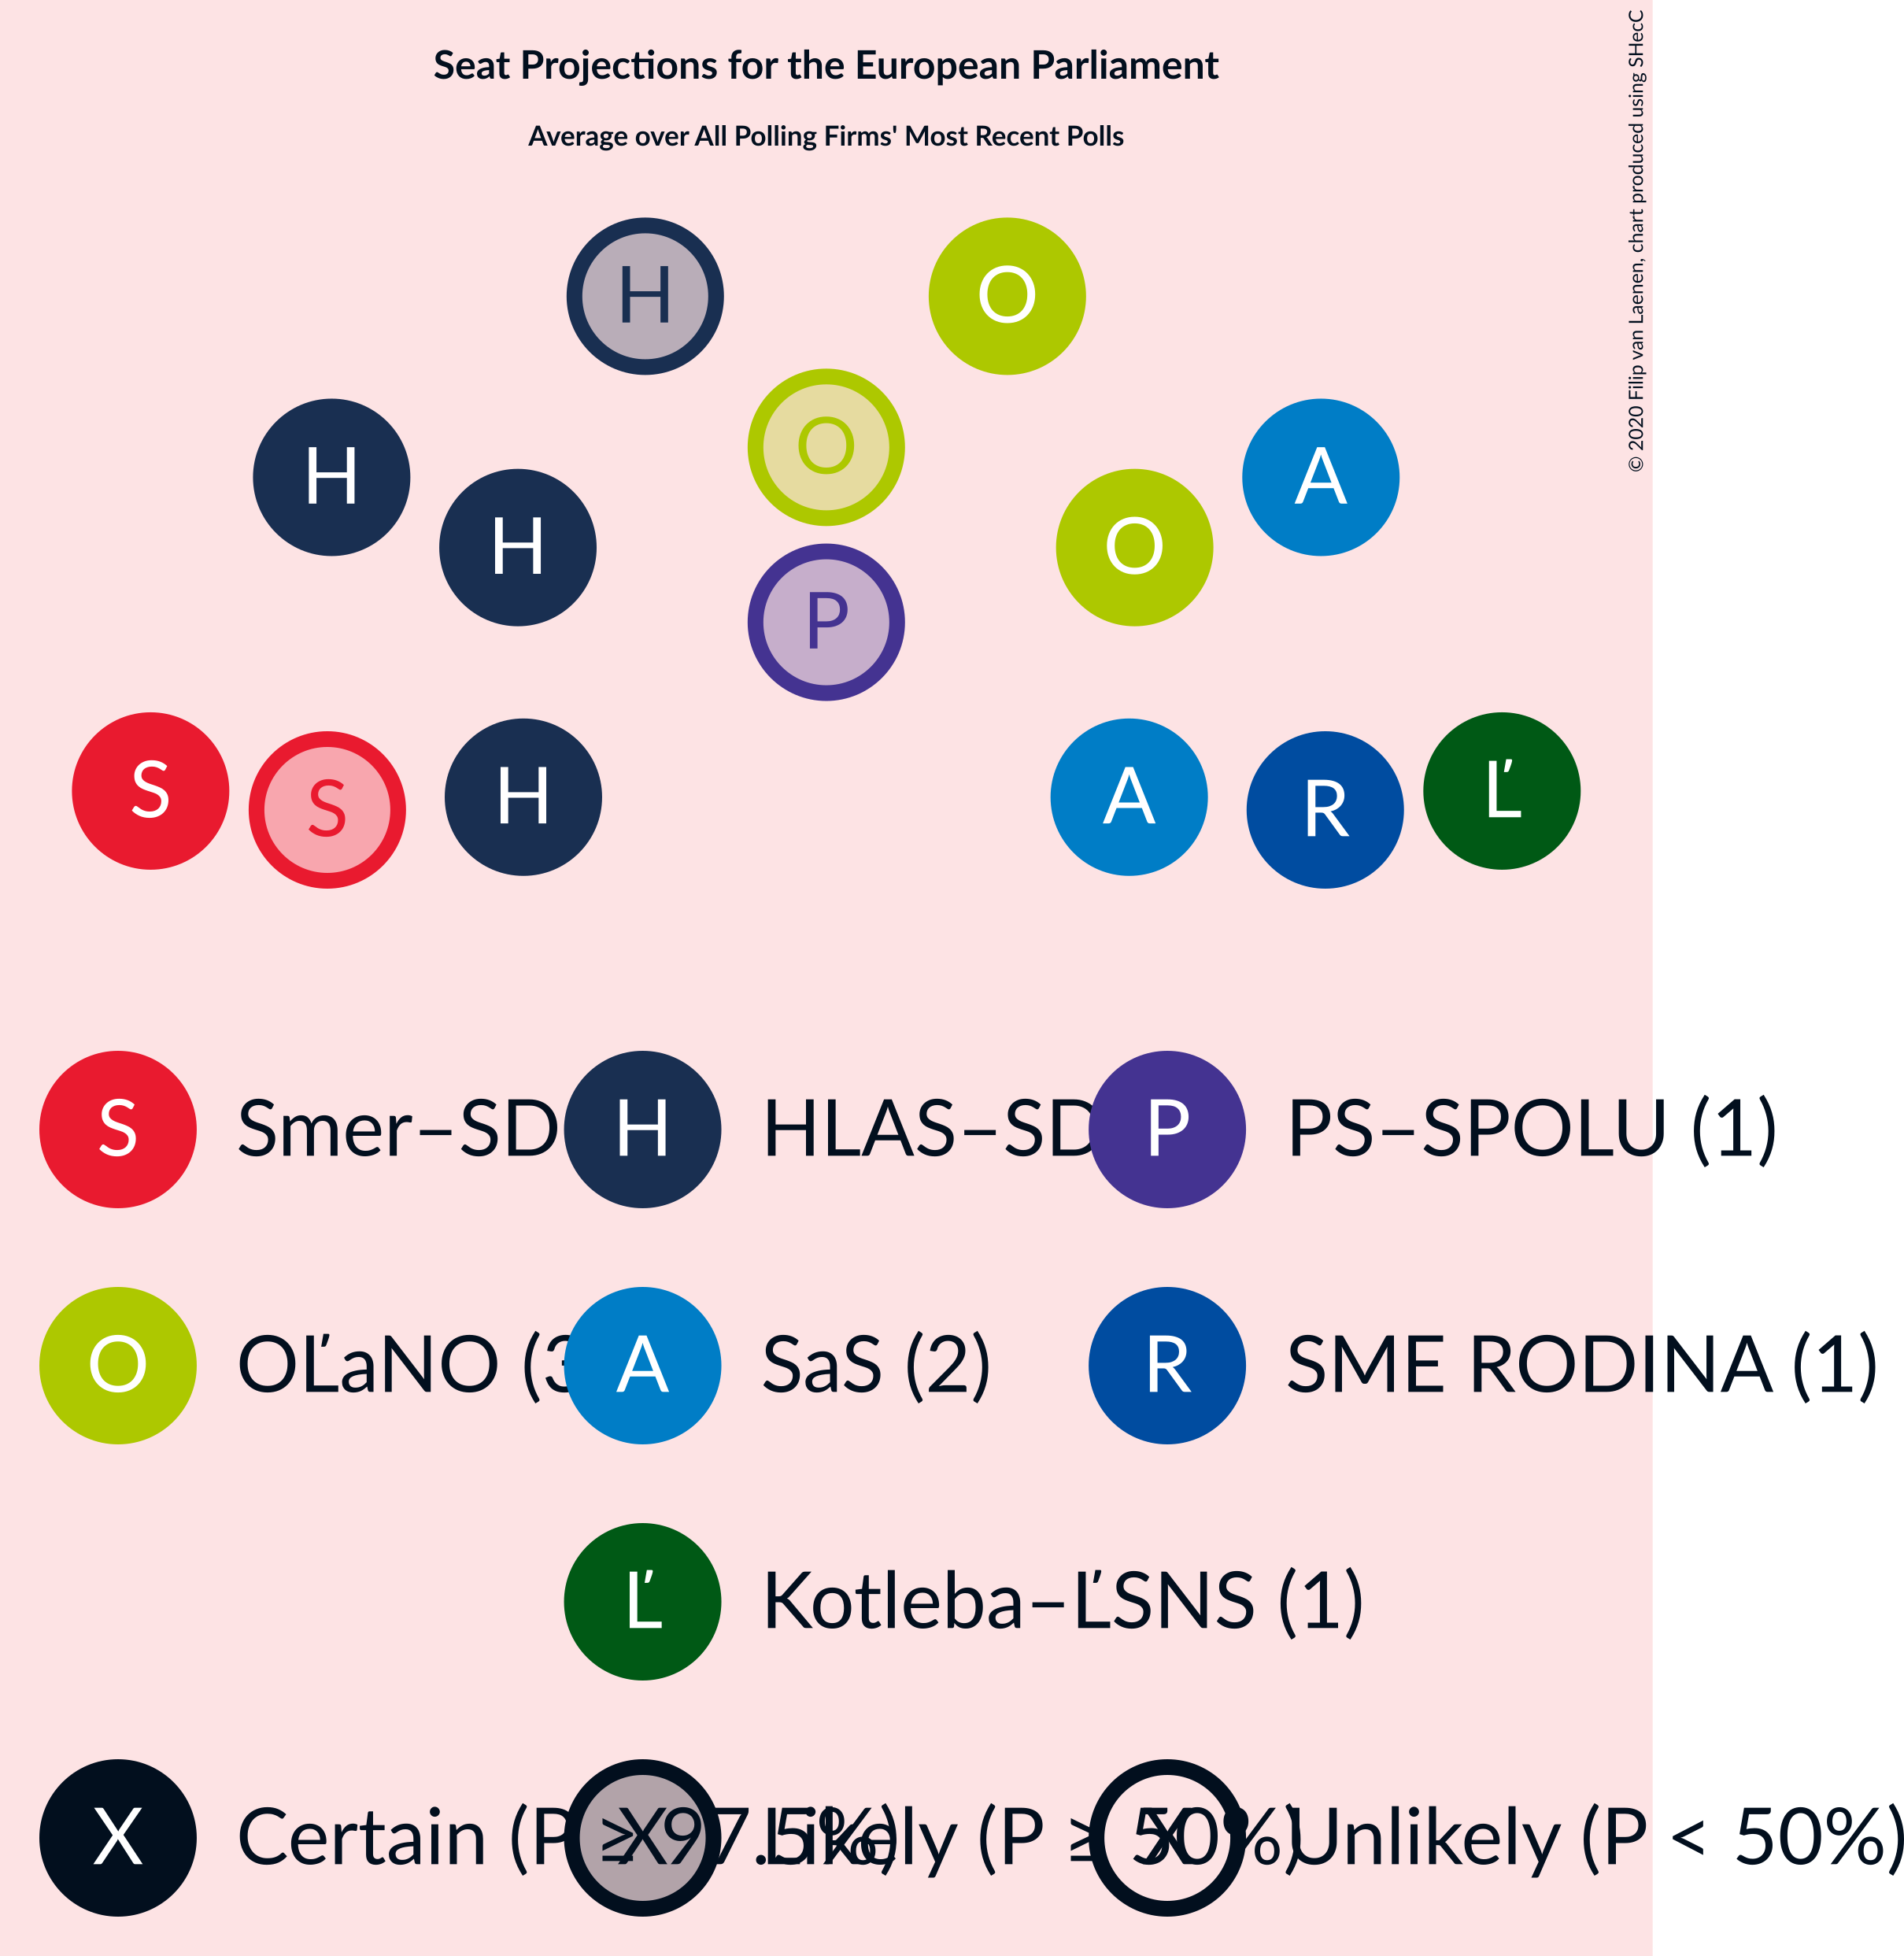 Seat Projections for the European Parliament
Average over All Polling Firms' Most Recent Polls
© 2020 Filip van Laenen, chart produced using SHecC
H O
O
H A
H O
P
S S H A R Ľ
S Smer–SD H HLAS–SD P PS–SPOLU (1)
O OĽaNO (3 A SaS (2) R SME RODINA (1)
Ľ Kotleba–ĽSNS (1)
X Certain (P ≥ 97.5%) X Likely (P ≥ 50%) X Unlikely (P < 50%)